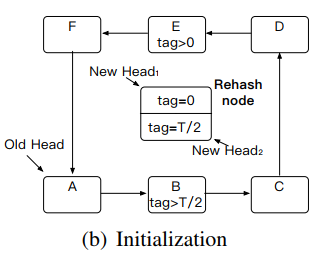 F
E
tag>0
D
New Head₁
Rehash
node
tag=0
tag=T/2
Old Head
New Head₂
A
B
tag>T/2
C
(b) Initialization